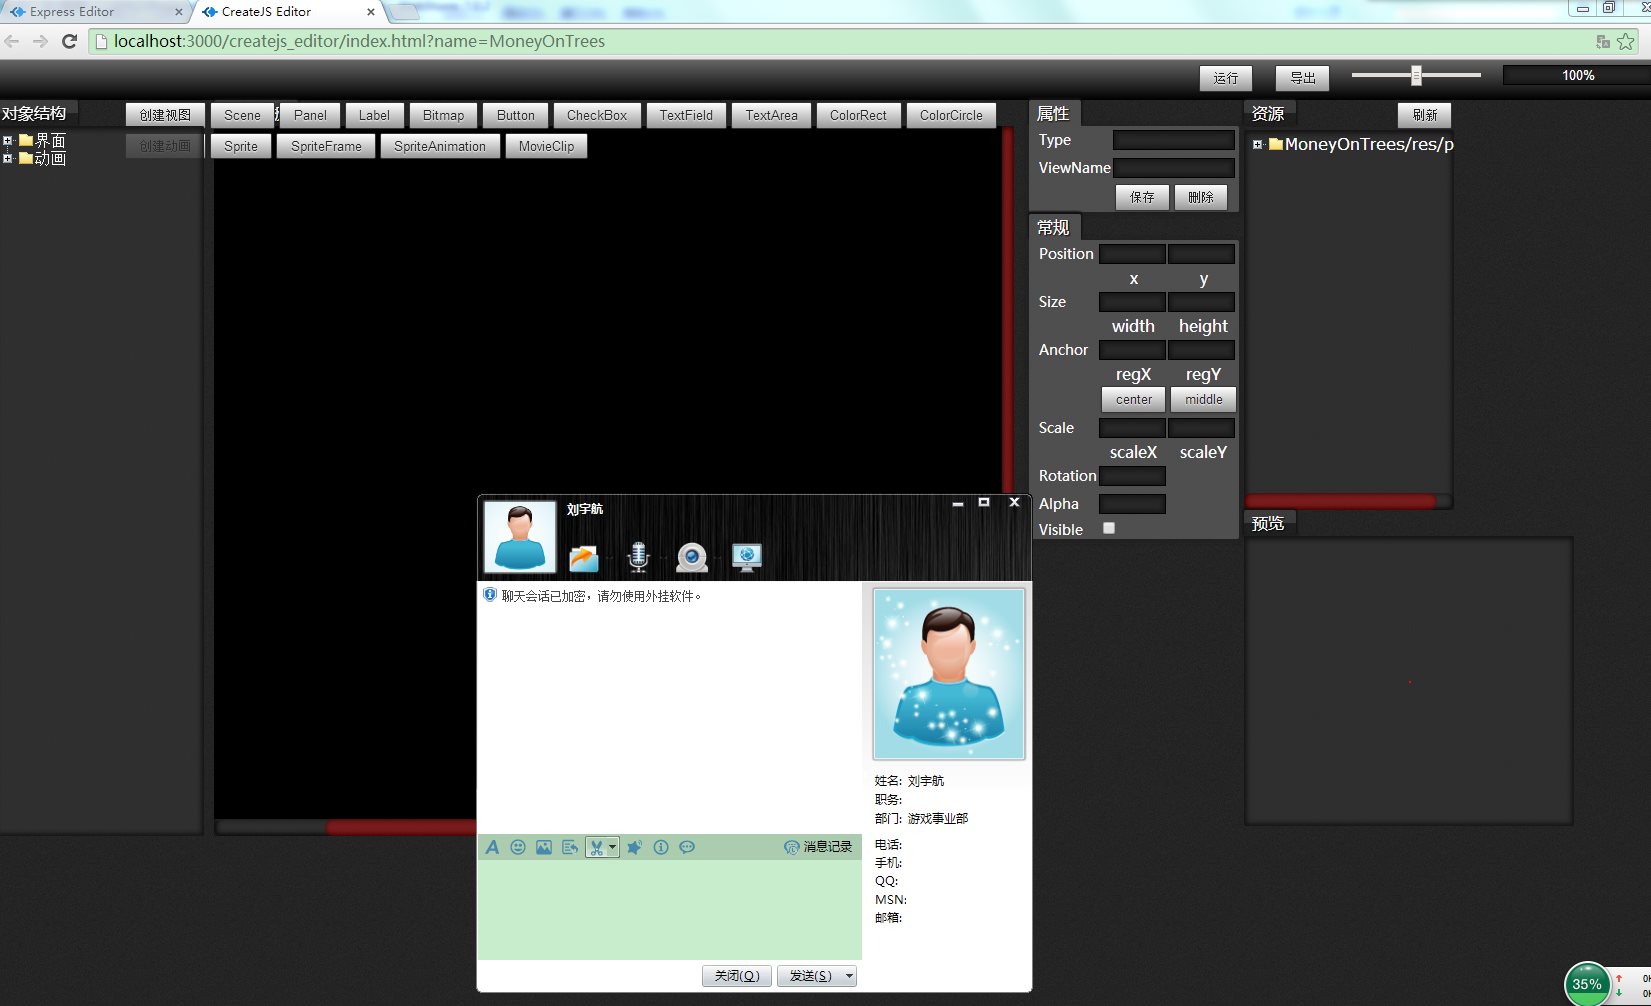 Express Editor
CreateJS Editor
localhost:3000/createjs_editor/index.html?name=MoneyOnTrees
运行
导出
100%
对象结构
界面
动画
创建视图 Scene Panel Label Bitmap Button CheckBox TextField TextArea ColorRect ColorCircle
创建动画 Sprite SpriteFrame SpriteAnimation MovieClip
属性
Type
ViewName
保存 删除
常规
Position
x y
Size
width height
Anchor
regX regY
center middle
Scale
scaleX scaleY
Rotation
Alpha
Visible
资源
刷新
MoneyOnTrees/res/p
预览
刘宇航
聊天会话已加密，请勿使用外挂软件。
消息记录
关闭(Q) 发送(S)
姓名: 刘宇航
职务:
部门: 游戏事业部
电话:
手机:
QQ:
MSN:
邮箱:
35%